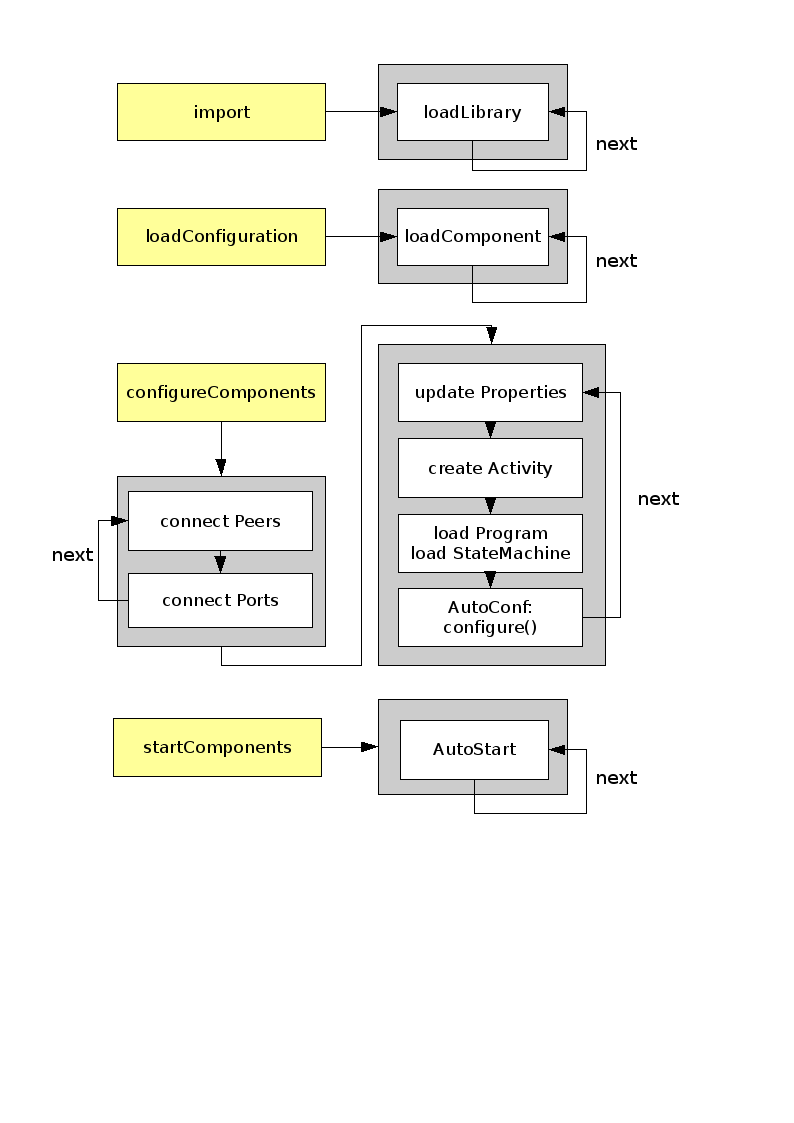 import
loadLibrary
next
loadConfiguration
loadComponent
next
configureComponents
connect Peers
connect Ports
next
update Properties
create Activity
load Program
load StateMachine
AutoConf:
configure()
next
startComponents
AutoStart
next